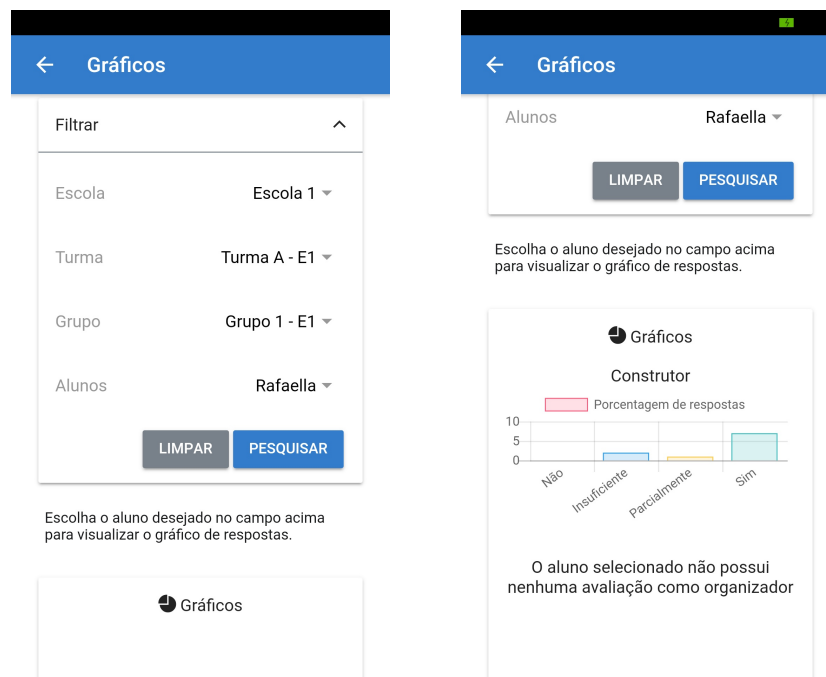 Gráficos
Filtrar
Escola Escola 1
Turma Turma A - E1
Grupo Grupo 1 - E1
Alunos Rafaella
LIMPAR PESQUISAR
Escolha o aluno desejado no campo acima
para visualizar o gráfico de respostas.
Gráficos
Gráficos
Alunos Rafaella
LIMPAR PESQUISAR
Escolha o aluno desejado no campo acima
para visualizar o gráfico de respostas.
Gráficos
Construtor
Porcentagem de respostas
10
5
0
Não Insuficiente Parcialmente Sim
O aluno selecionado não possui
nenhuma avaliação como organizador